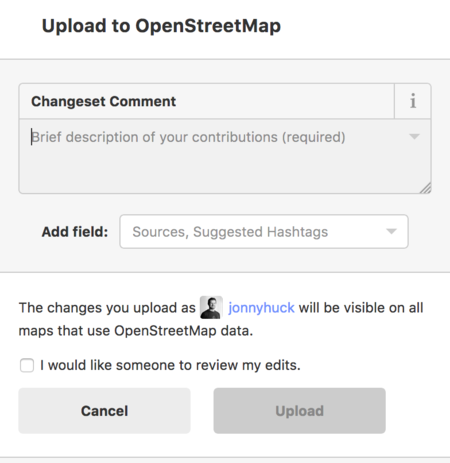 Upload to OpenStreetMap
Changeset Comment i
Brief description of your contributions (required)
Add field: Sources, Suggested Hashtags
The changes you upload as jonnyhuck will be visible on all
maps that use OpenStreetMap data.
I would like someone to review my edits.
Cancel Upload